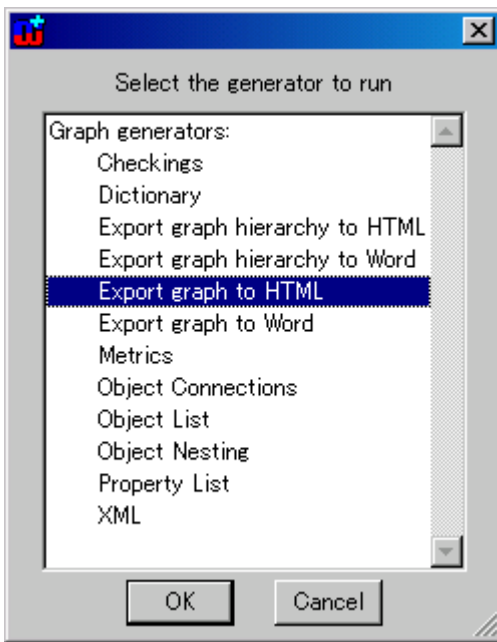 Select the generator to run
Graph generators:
Checkings
Dictionary
Export graph hierarchy to HTML
Export graph hierarchy to Word
Export graph to HTML
Export graph to Word
Metrics
Object Connections
Object List
Object Nesting
Property List
XML
OK
Cancel